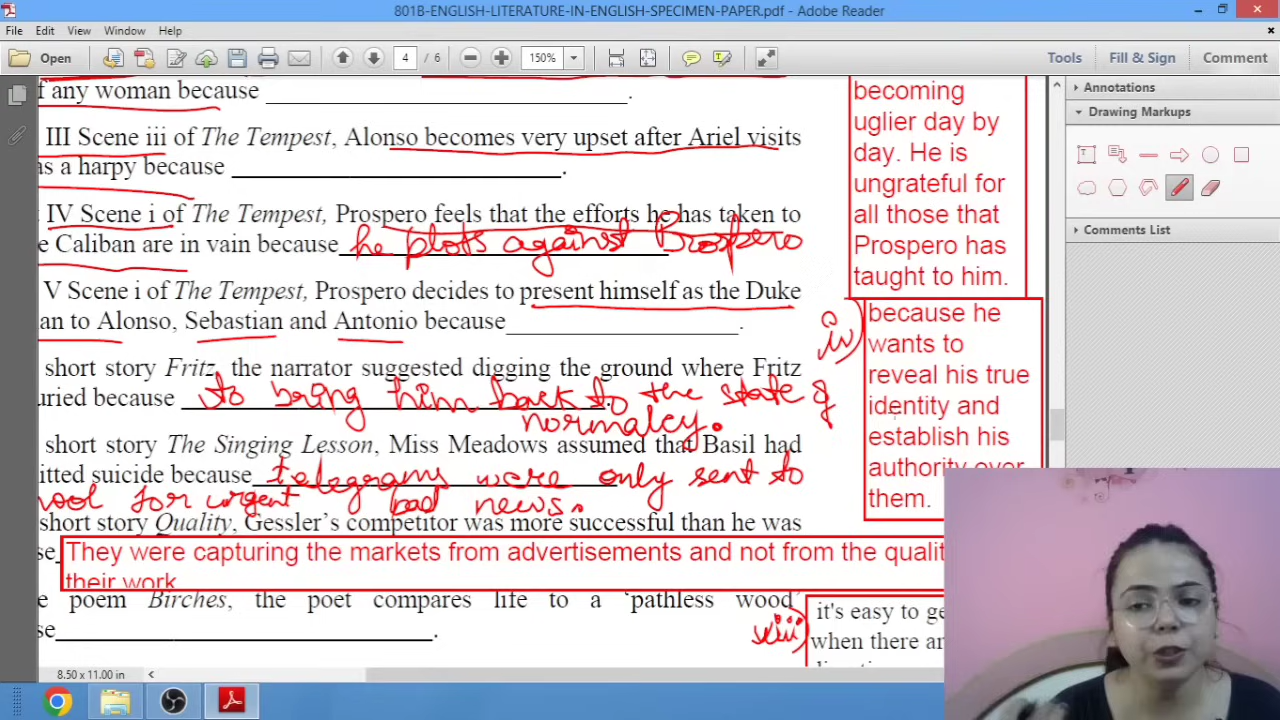 801B-ENGLISH-LITERATURE-IN-ENGLISH-SPECIMEN-PAPER.pdf - Adobe Reader
File Edit View Window Help
Open 4 / 6 150% Tools Fill & Sign Comment
f any woman because
III Scene iii of The Tempest, Alonso becomes very upset after Ariel visits
as a harpy because .
IV Scene i of The Tempest, Prospero feels that the efforts he has taken to
e Caliban are in vain because he plots against Prospero
V Scene i of The Tempest, Prospero decides to present himself as the Duke
an to Alonso, Sebastian and Antonio because .
short story Fritz, the narrator suggested digging the ground where Fritz
uried because to bring him back to the state of
normalcy.
short story The Singing Lesson, Miss Meadows assumed that Basil had
itted suicide because telegrams were only sent to
ool for urgent bad news.
short story Quality, Gessler's competitor was more successful than he was
se
They were capturing the markets from advertisements and not from the qualit
their work
e poem Birches, the poet compares life to a 'pathless wood'
se .
becoming
uglier day by
day. He is
ungrateful for
all those that
Prospero has
taught to him.
iv)
because he
wants to
reveal his true
identity and
establish his
authority over
them.
xiii)
it's easy to ge
when there ar
Annotations
Drawing Markups
Comments List
8.50 x 11.00 in